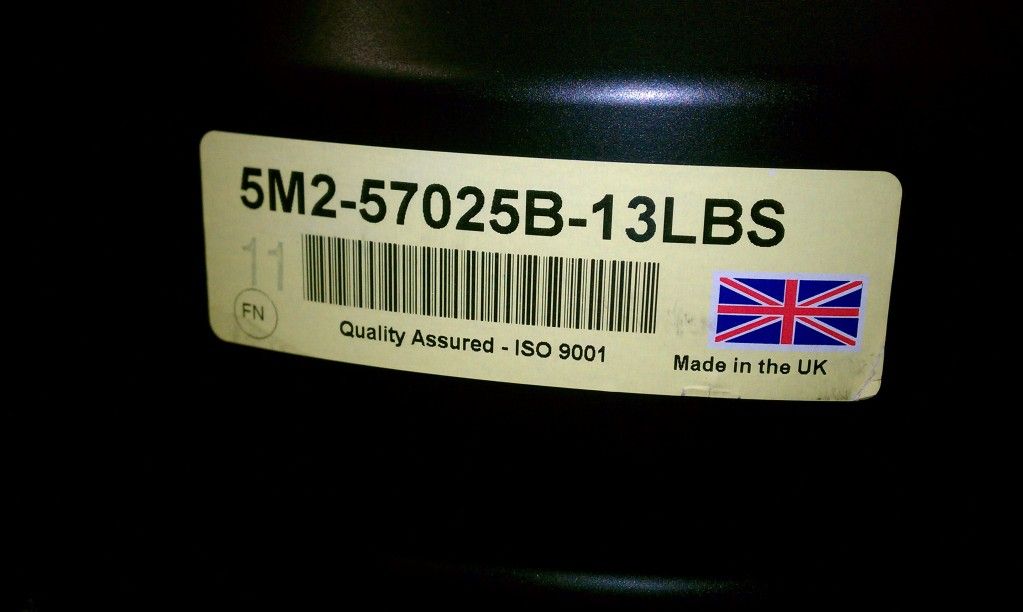 5M2-57025B-13LBS
11
FN
Quality Assured - ISO 9001
Made in the UK